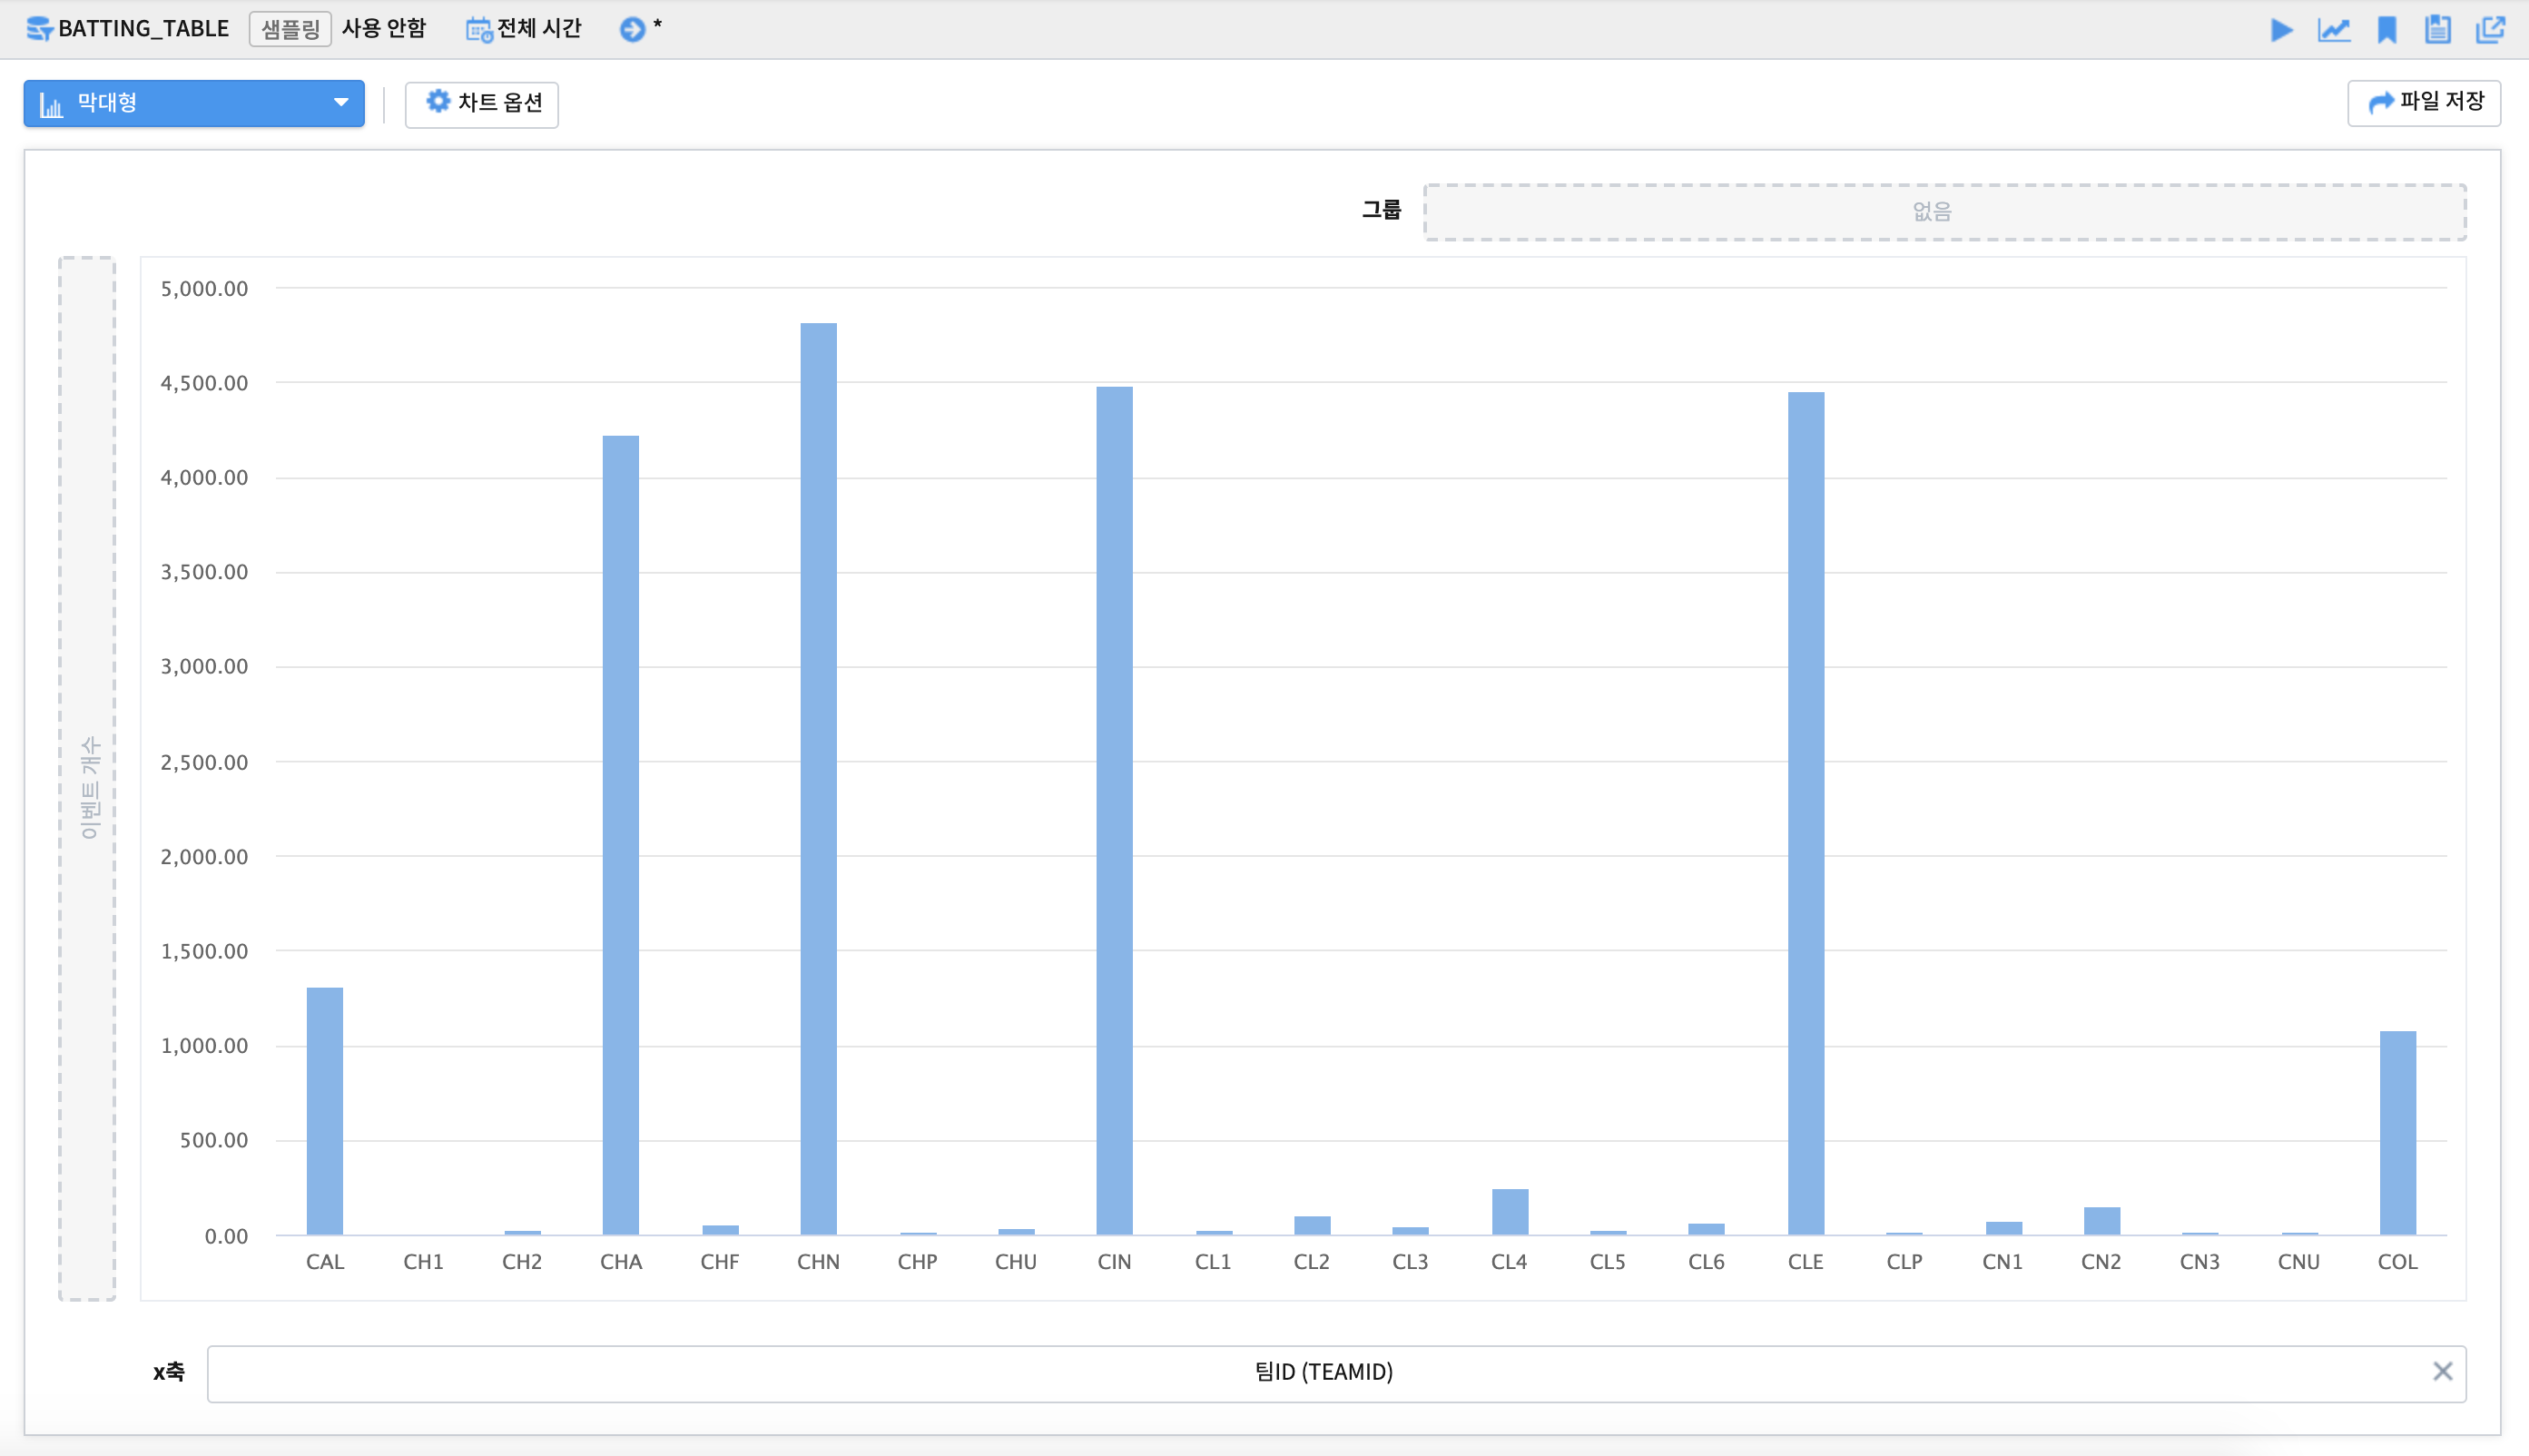 BATTING_TABLE 샘플링 사용 안함 전체 시간 *
막대형 차트 옵션 파일 저장
그룹 없음
이벤트 개수
5,000.00
4,500.00
4,000.00
3,500.00
3,000.00
2,500.00
2,000.00
1,500.00
1,000.00
500.00
0.00
CAL CH1 CH2 CHA CHF CHN CHP CHU CIN CL1 CL2 CL3 CL4 CL5 CL6 CLE CLP CN1 CN2 CN3 CNU COL
x축 팀ID (TEAMID)